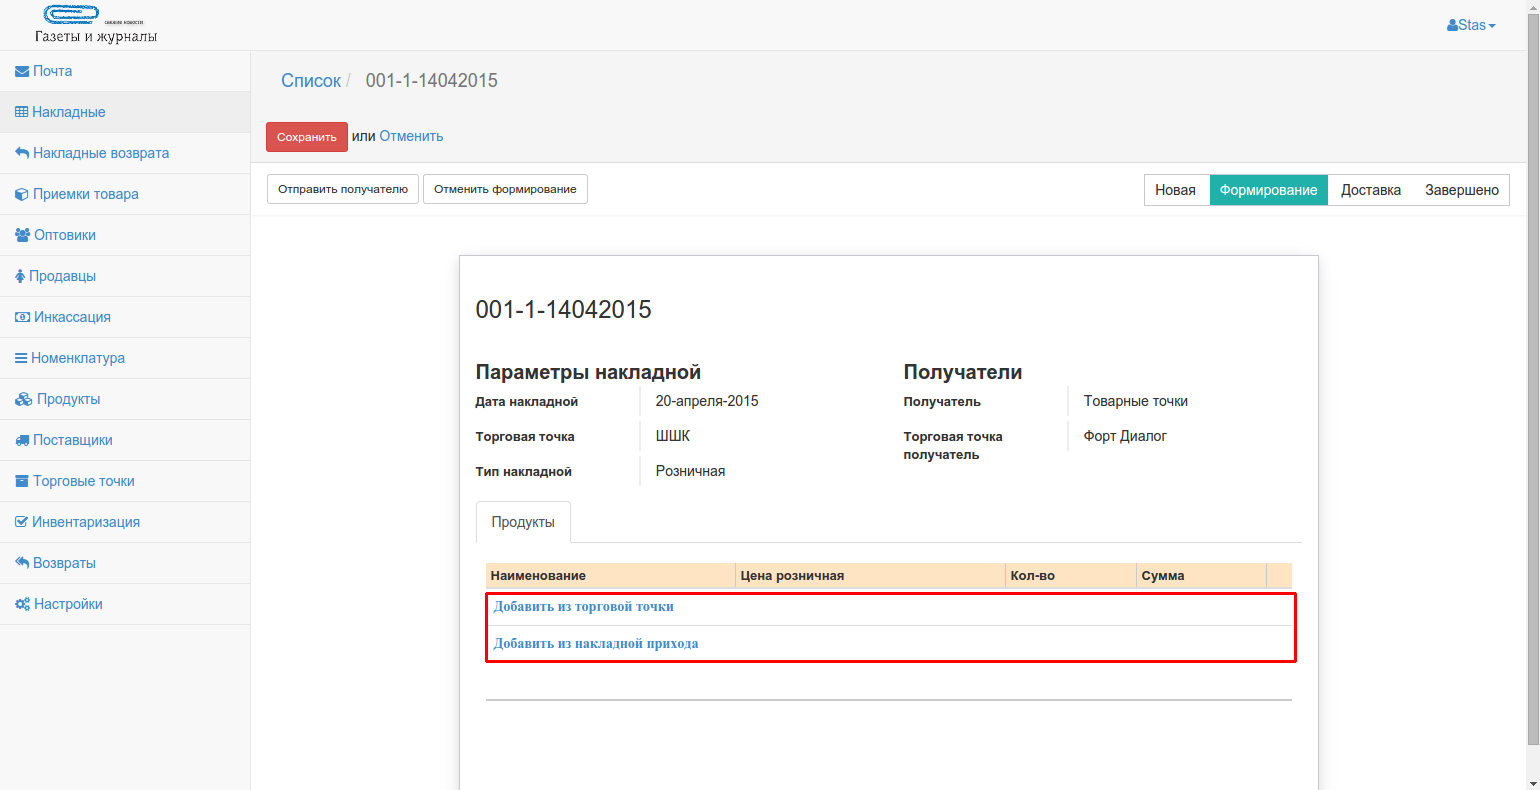 СВЕЖИЕ НОВОСТИ
Газеты и журналы
Stas
Почта
Накладные
Накладные возврата
Приемки товара
Оптовики
Продавцы
Инкассация
Номенклатура
Продукты
Поставщики
Торговые точки
Инвентаризация
Возвраты
Настройки
Список / 001-1-14042015
Сохранить или Отменить
Отправить получателю Отменить формирование
Новая Формирование Доставка Завершено
001-1-14042015
Параметры накладной
Дата накладной 20-апреля-2015
Торговая точка ШШК
Тип накладной Розничная
Получатели
Получатель Товарные точки
Торговая точка получатель Форт Диалог
Продукты
Наименование Цена розничная Кол-во Сумма
Добавить из торговой точки
Добавить из накладной прихода